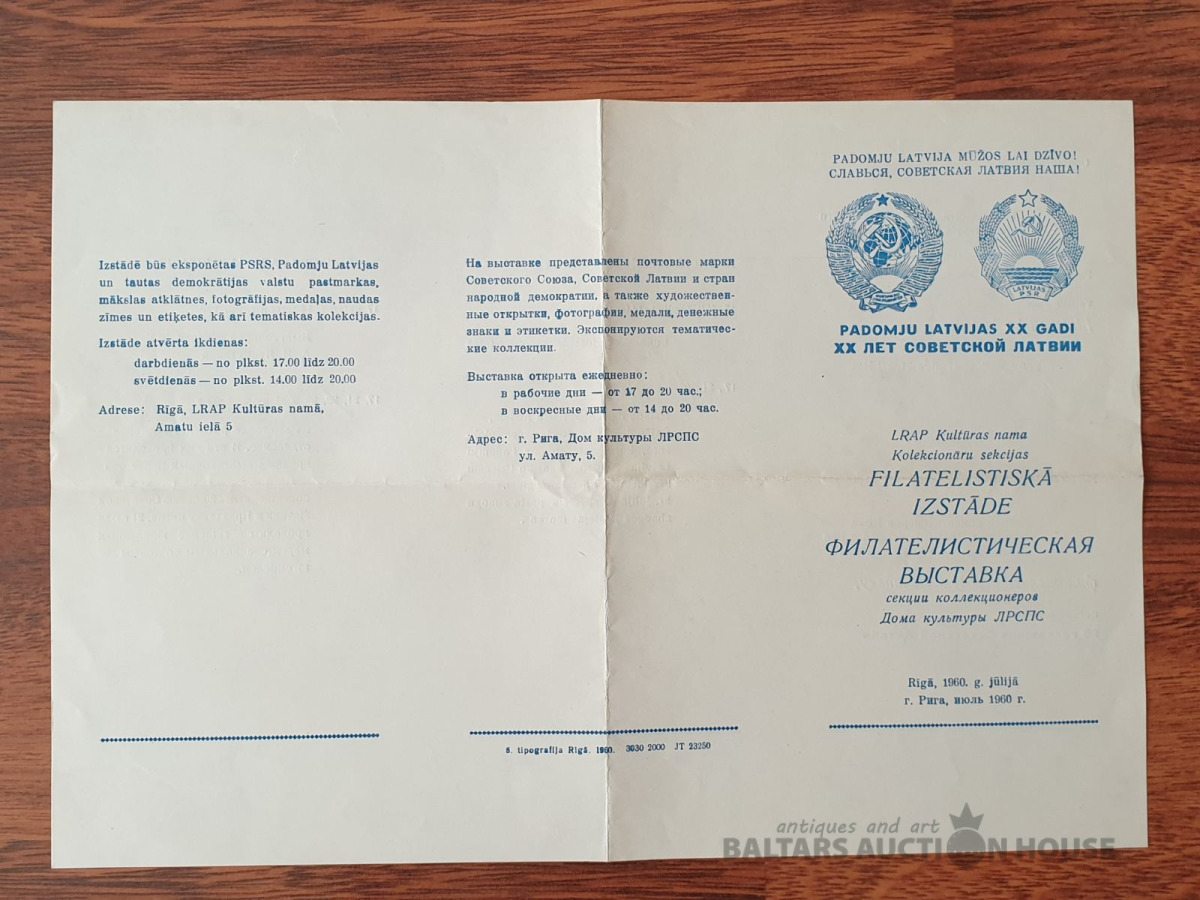 Izstādē būs eksponētas PSRS, Padomju Latvijas
un tautas demokrātijas valstu pastmarkas,
mākslas atklātnes, fotogrāfijas, medaļas, naudas
zīmes un etiķetes, kā arī tematiskas kolekcijas.
Izstāde atvērta ikdienas:
darbdienās — no plkst. 17.00 līdz 20.00
svētdienās — no plkst. 14.00 līdz 20.00
Adrese: Rīgā, LRAP Kultūras namā,
Amatu ielā 5
На выставке представлены почтовые марки
Советского Союза, Советской Латвии и стран
народной демократии, а также художествен-
ные открытки, фотографии, медали, денежные
знаки и этикетки. Экспонируются тематичес-
кие коллекции.
Выставка открыта ежедневно:
в рабочие дни — от 17 до 20 час.;
в воскресные дни — от 14 до 20 час.
Адрес: г. Рига, Дом культуры ЛРСПС
ул. Амату, 5.
6. tipografija Rīgā. 1960. 3030 2000 JT 23250
PADOMJU LATVIJA MŪŽOS LAI DZĪVO!
СЛАВЬСЯ, СОВЕТСКАЯ ЛАТВИЯ НАША!
LATVIJAS
PSR
PADOMJU LATVIJAS XX GADI
XX ЛЕТ СОВЕТСКОЙ ЛАТВИИ
LRAP Kultūras nama
Kolekcionāru sekcijas
FILATELISTISKĀ
IZSTĀDE
ФИЛАТЕЛИСТИЧЕСКАЯ
ВЫСТАВКА
секции коллекционеров
Дома культуры ЛРСПС
Rīgā, 1960. g. jūlijā
г. Рига, июль 1960 г.
antiques and art
BALTARS AUCTION HOUSE